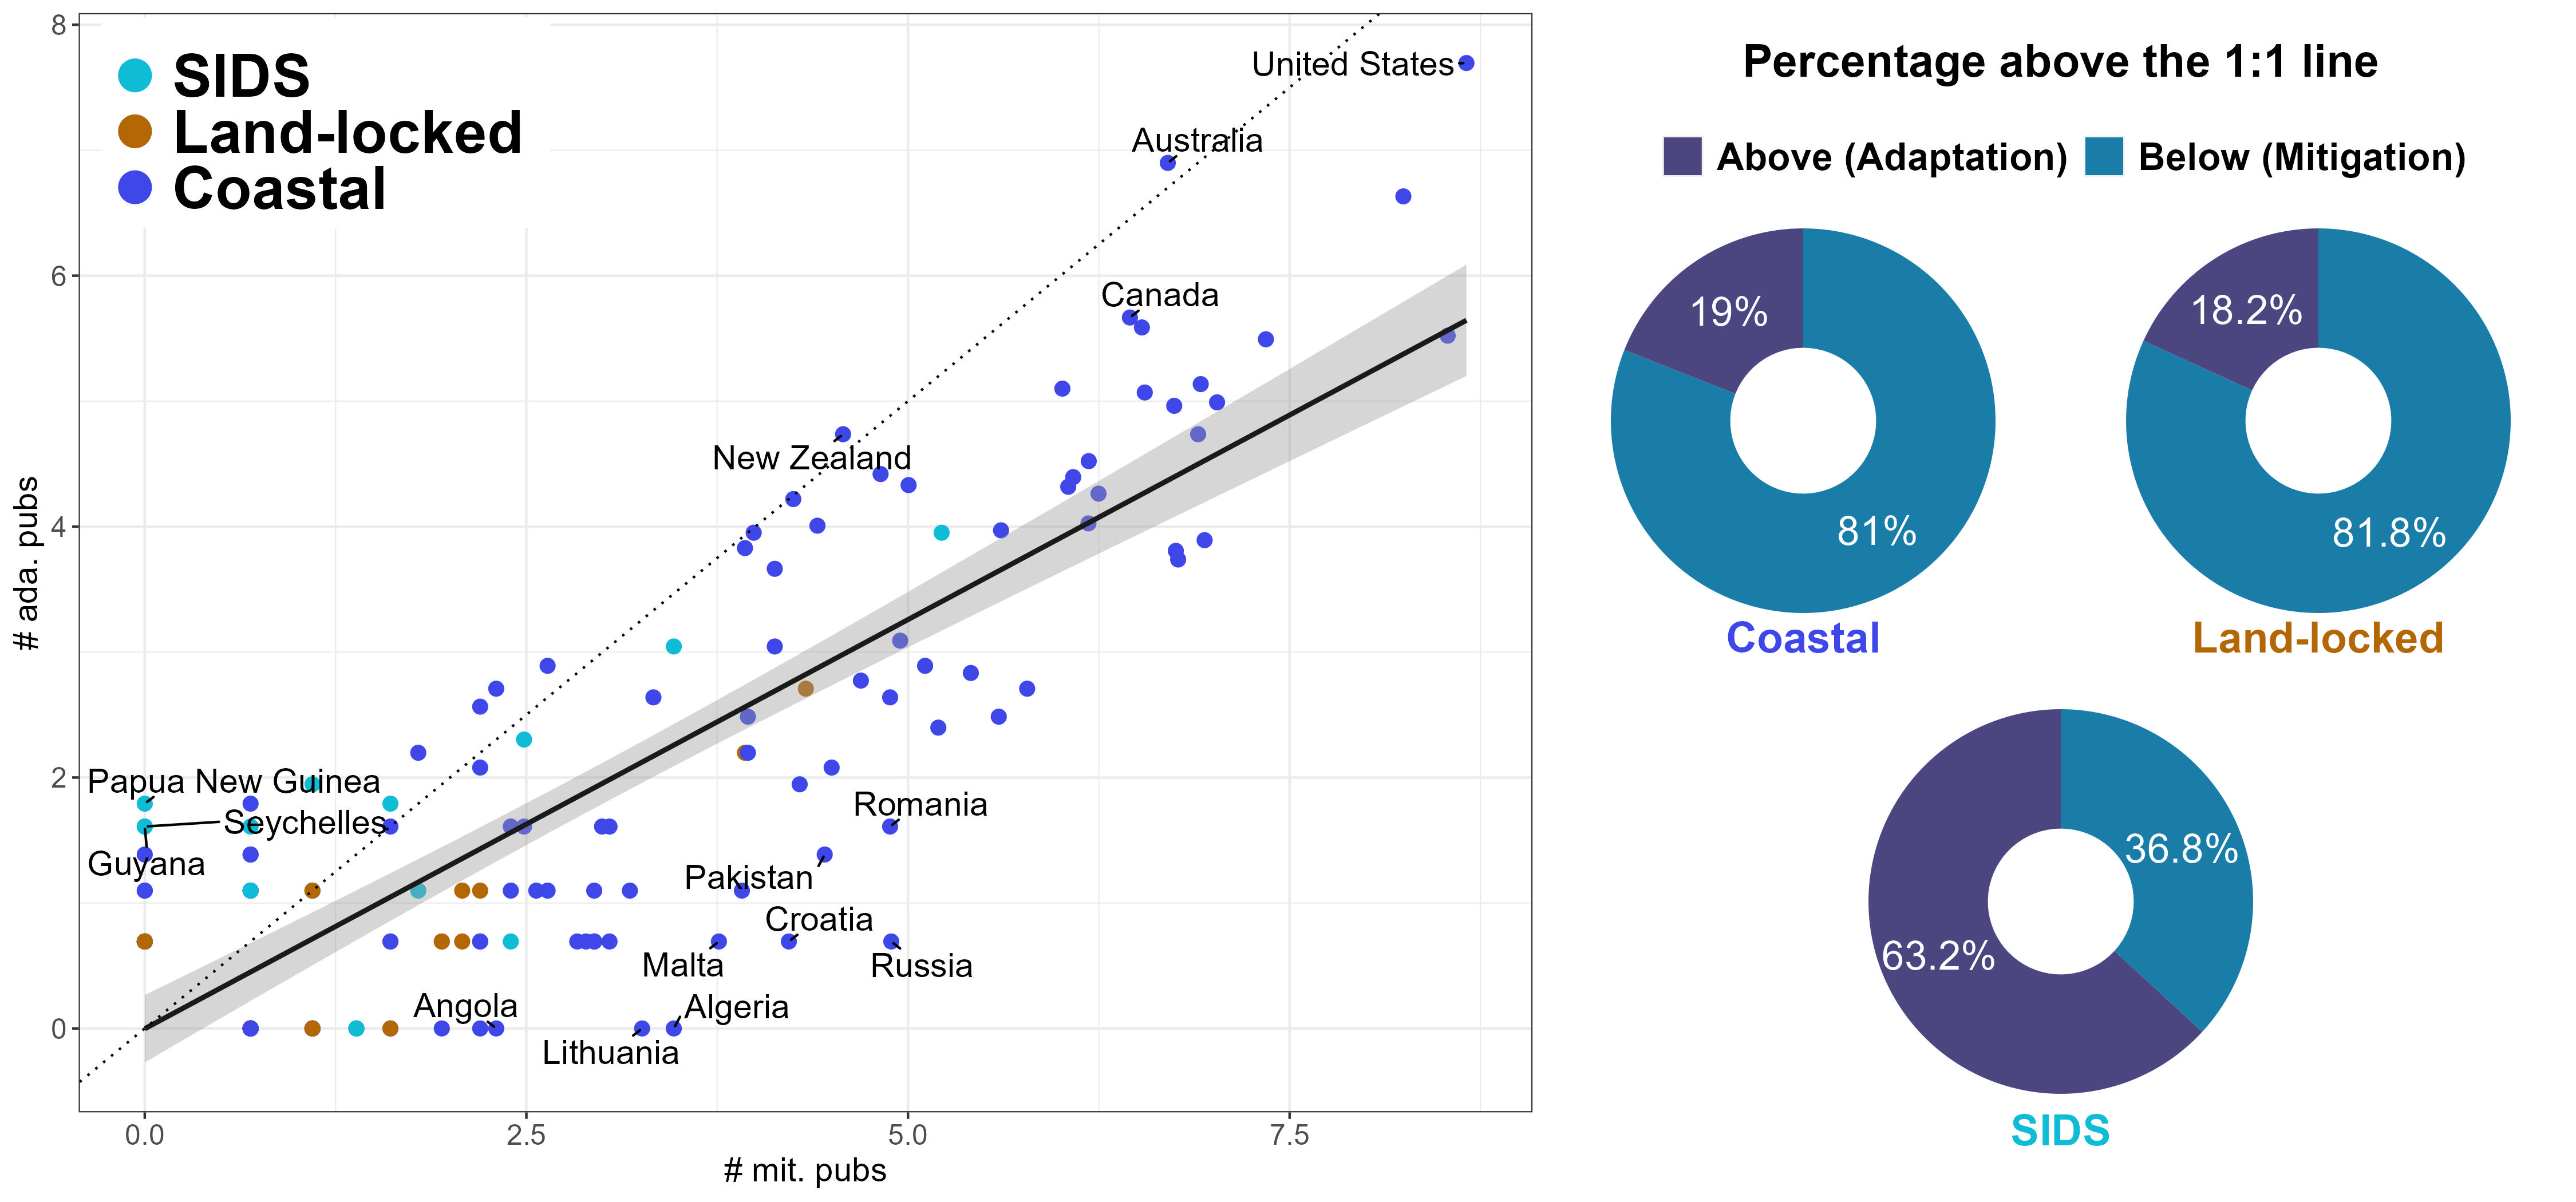 SIDS
Land-locked
Coastal
8
6
4
2
0
# ada. pubs
United States
Australia
Canada
New Zealand
Papua New Guinea
Seychelles
Guyana
Romania
Pakistan
Croatia
Malta
Russia
Angola
Algeria
Lithuania
0.0 2.5 5.0 7.5
# mit. pubs
Percentage above the 1:1 line
Above (Adaptation) Below (Mitigation)
19%
81%
Coastal
18.2%
81.8%
Land-locked
36.8%
63.2%
SIDS